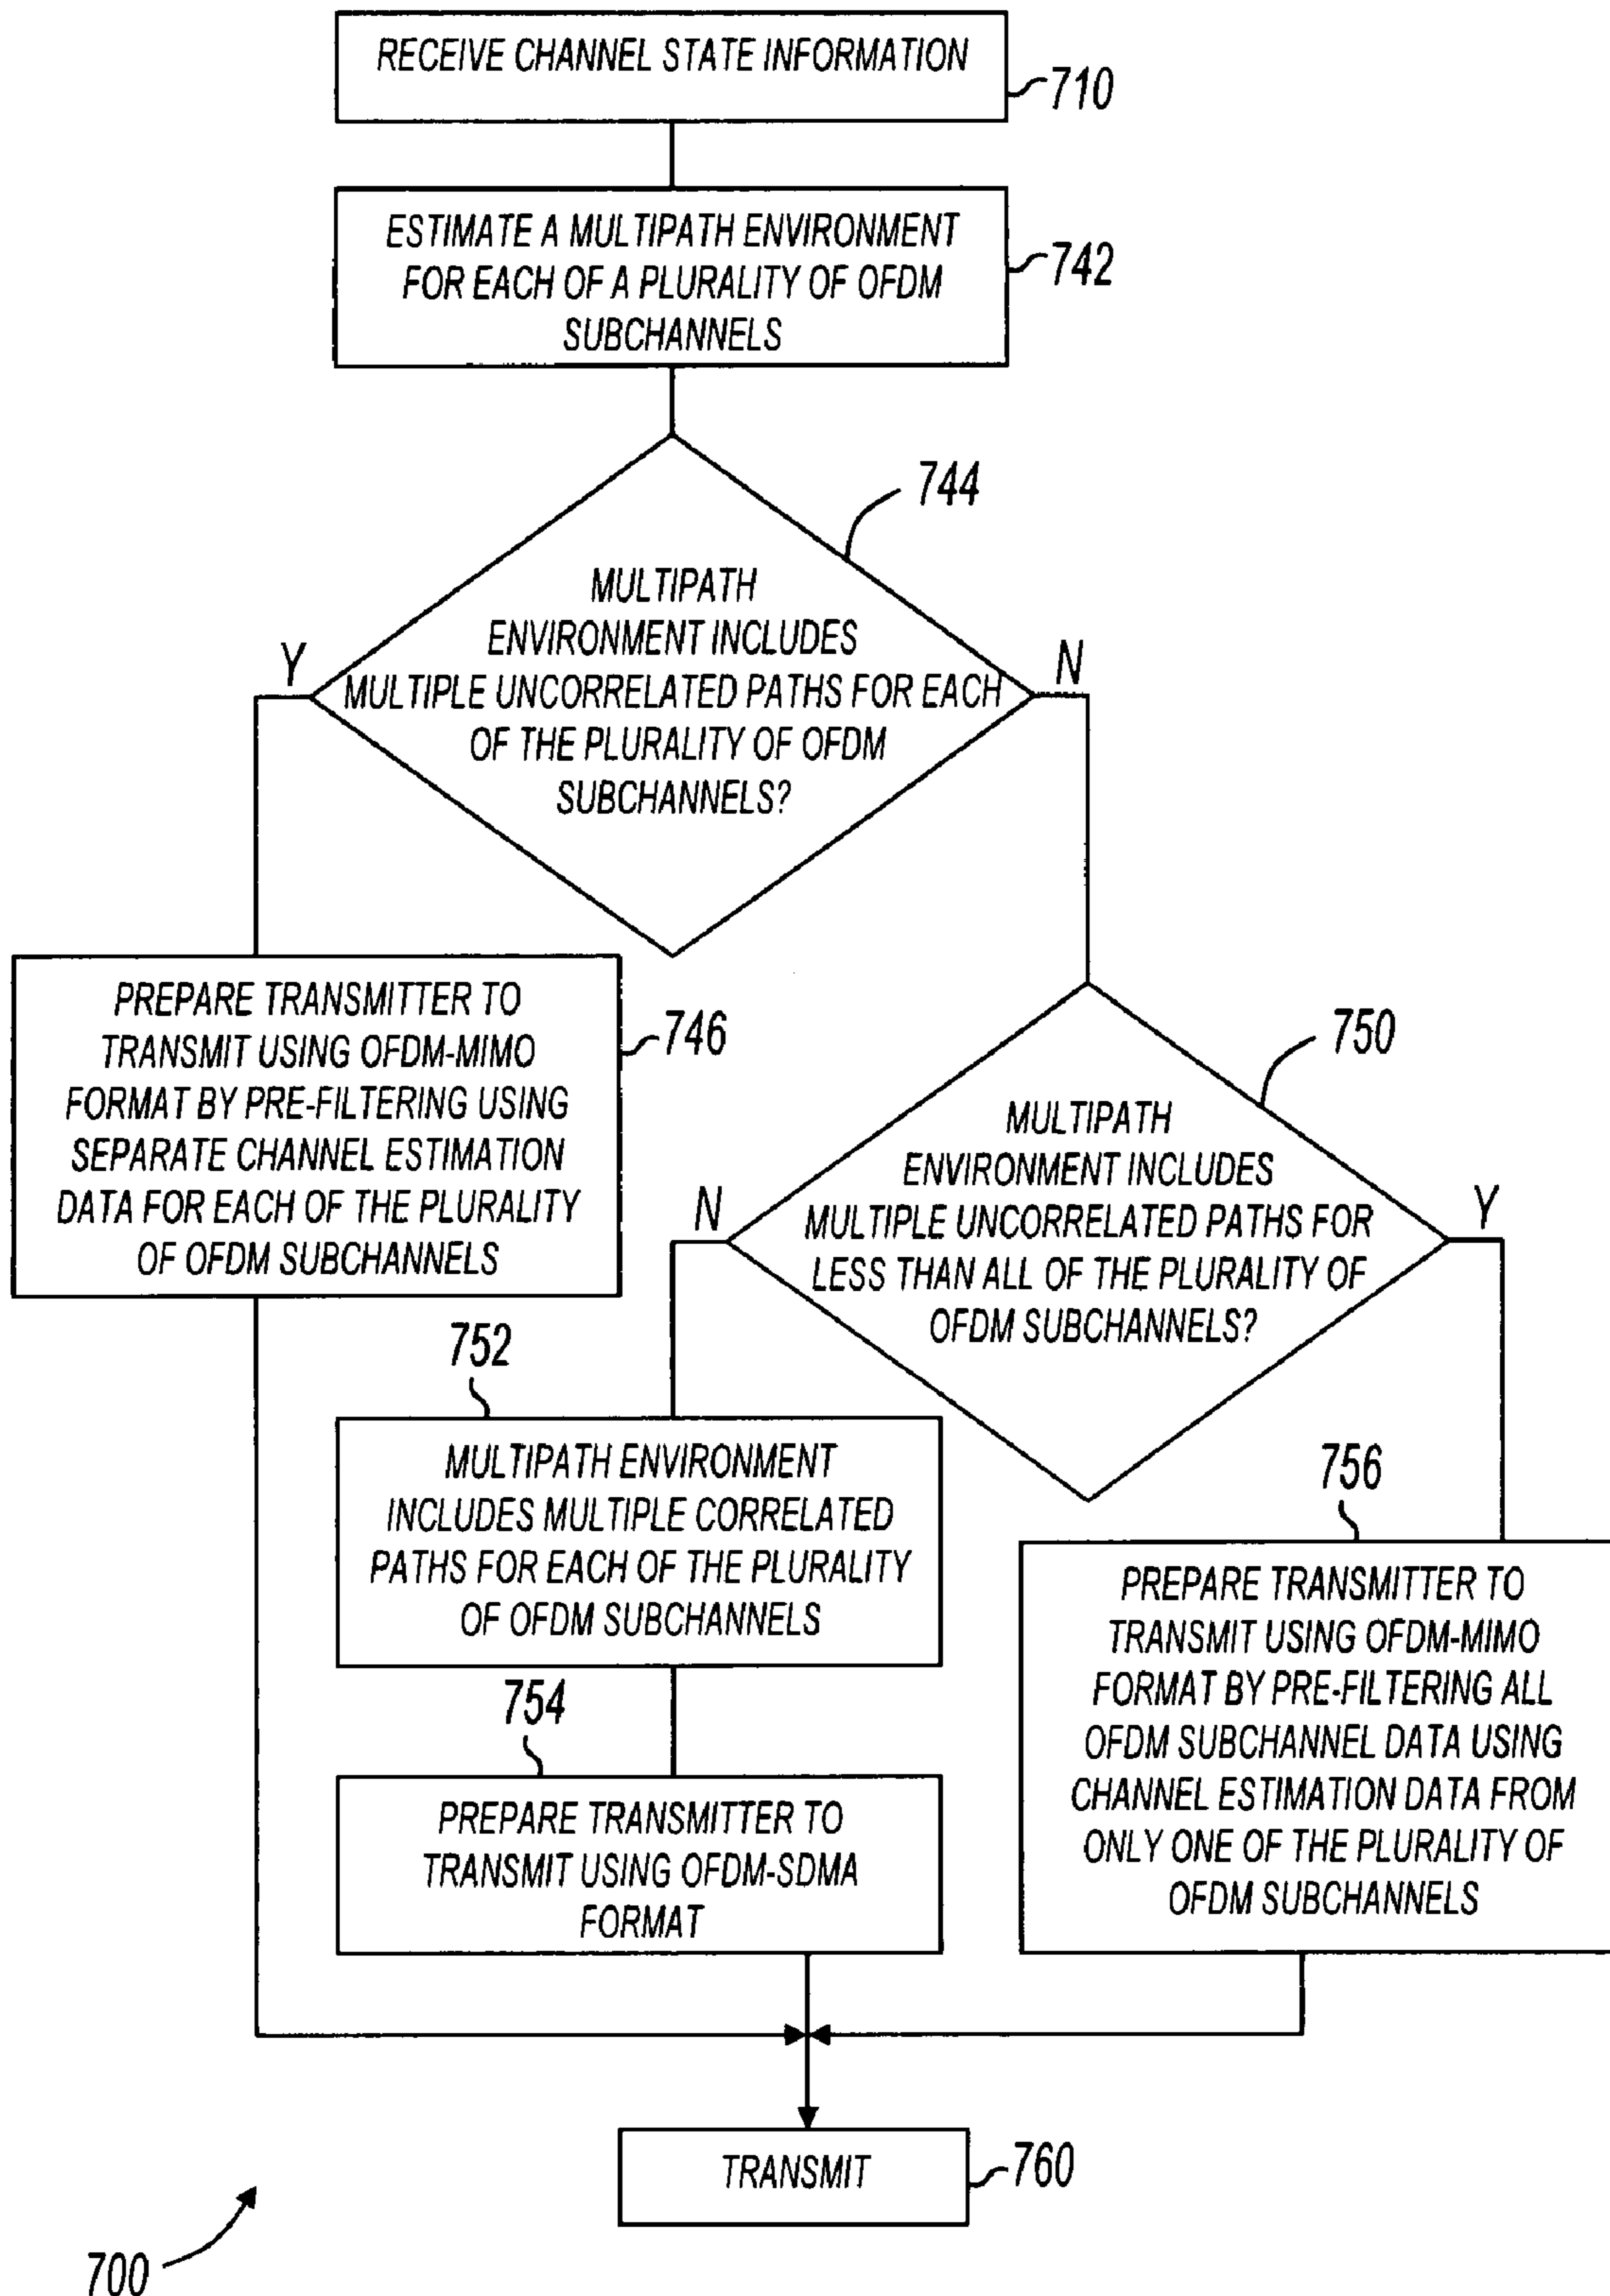 RECEIVE CHANNEL STATE INFORMATION
710
ESTIMATE A MULTIPATH ENVIRONMENT
FOR EACH OF A PLURALITY OF OFDM
SUBCHANNELS
742
744
MULTIPATH
ENVIRONMENT INCLUDES
MULTIPLE UNCORRELATED PATHS FOR EACH
OF THE PLURALITY OF OFDM
SUBCHANNELS?
Y
N
PREPARE TRANSMITTER TO
TRANSMIT USING OFDM-MIMO
FORMAT BY PRE-FILTERING USING
SEPARATE CHANNEL ESTIMATION
DATA FOR EACH OF THE PLURALITY
OF OFDM SUBCHANNELS
746
750
MULTIPATH
ENVIRONMENT INCLUDES
MULTIPLE UNCORRELATED PATHS FOR
LESS THAN ALL OF THE PLURALITY OF
OFDM SUBCHANNELS?
N
Y
752
MULTIPATH ENVIRONMENT
INCLUDES MULTIPLE CORRELATED
PATHS FOR EACH OF THE PLURALITY
OF OFDM SUBCHANNELS
754
PREPARE TRANSMITTER TO
TRANSMIT USING OFDM-SDMA
FORMAT
756
PREPARE TRANSMITTER TO
TRANSMIT USING OFDM-MIMO
FORMAT BY PRE-FILTERING ALL
OFDM SUBCHANNEL DATA USING
CHANNEL ESTIMATION DATA FROM
ONLY ONE OF THE PLURALITY OF
OFDM SUBCHANNELS
TRANSMIT
760
700